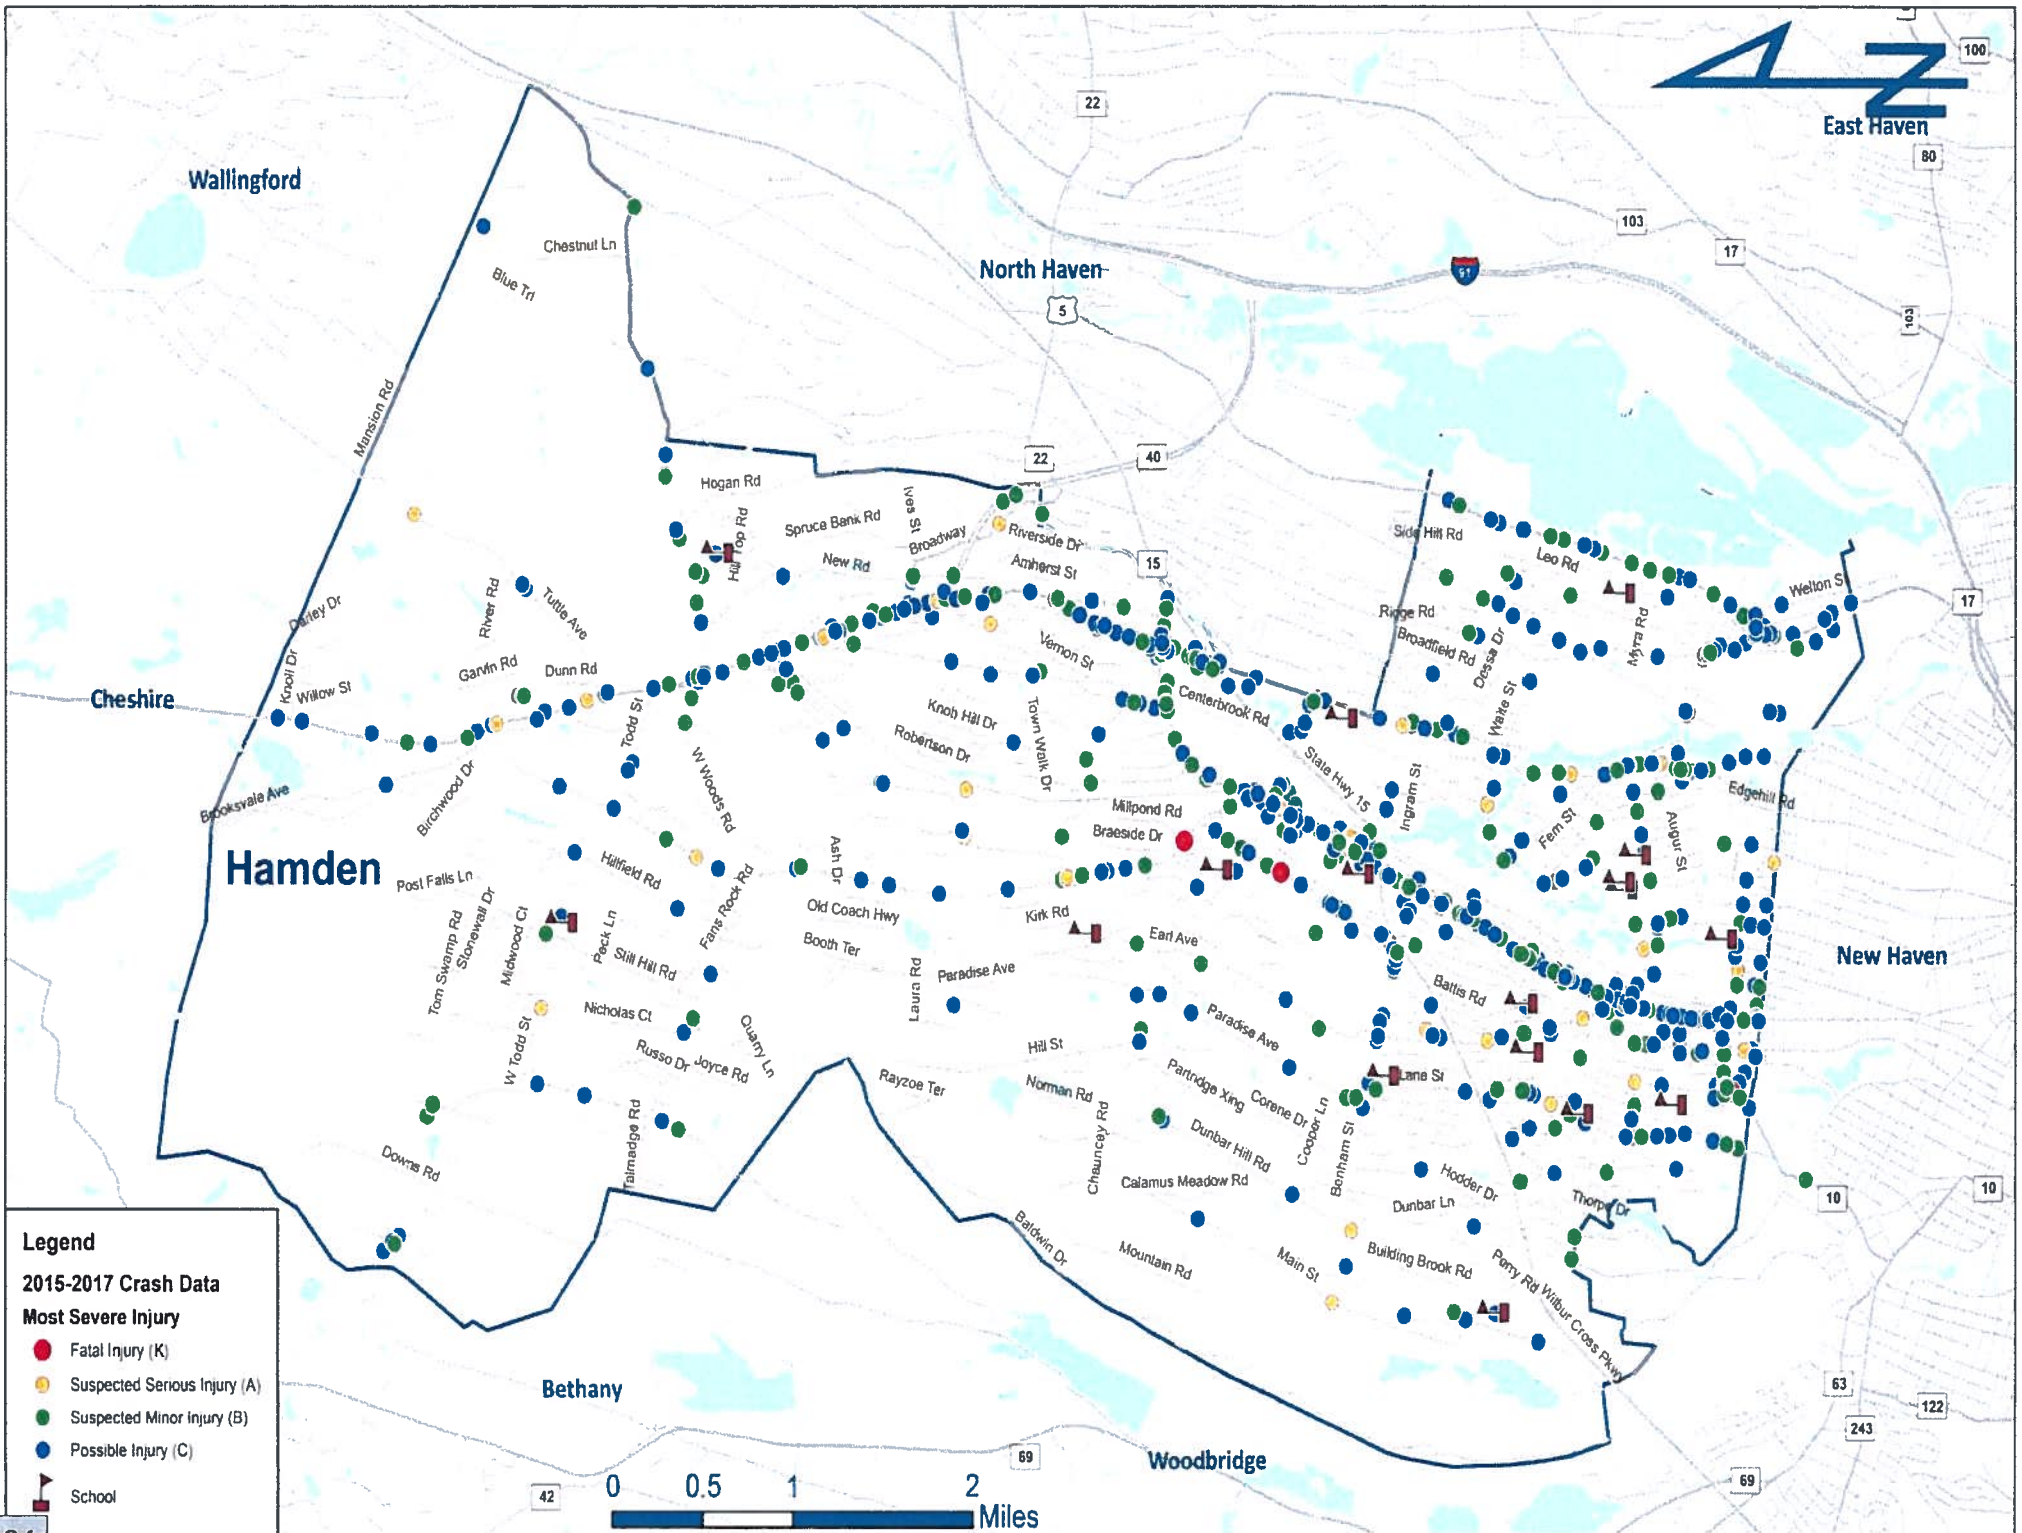 100
22
East Haven
80
Wallingford
103
17
Chestnut Ln
North Haven
91
Blue Trl
5
103
Mansion Rd
22
40
Hogan Rd
Ives St
Hill Top Rd
Spruce Bank Rd
Broadway
Riverside Dr
Side Hill Rd
Leo Rd
New Rd
Amherst St
15
Welton S
17
Darley Dr
River Rd
Tuttle Ave
Ridge Rd
Broadfield Rd
Dessa Dr
Myra Rd
Vernon St
Garvin Rd
Dunn Rd
Knoll Dr
Willow St
Cheshire
Todd St
Knob Hill Dr
Town Walk Dr
Centerbrook Rd
Waite St
Robertson Dr
W Woods Rd
State Hwy 15
Ingram St
Brooksvale Ave
Birchwood Dr
Millpond Rd
Edgehill Rd
Braeside Dr
Fern St
Augur St
Hamden
Post Falls Ln
Hillfield Rd
Ash Dr
Fans Rock Rd
Old Coach Hwy
Kirk Rd
Tom Swamp Rd
Stonewall Dr
Midwood Ct
Peck Ln
Still Hill Rd
Booth Ter
Earl Ave
New Haven
Laura Rd
Paradise Ave
Battis Rd
Nicholas Ct
Quarry Ln
Paradise Ave
W Todd St
Russo Dr
Joyce Rd
Hill St
Rayzoe Ter
Norman Rd
Partridge Xing
Corene Dr
Lane St
Talmadge Rd
Chauncey Rd
Dunbar Hill Rd
Cooper Ln
Benham St
Downs Rd
Calamus Meadow Rd
Hodder Dr
Dunbar Ln
Thorpe Dr
10
10
Baldwin Dr
Mountain Rd
Main St
Building Brook Rd
Perry Rd
Wilbur Cross Pkwy
Legend
2015-2017 Crash Data
Most Severe Injury
Fatal Injury (K)
Suspected Serious Injury (A)
Suspected Minor Injury (B)
Possible Injury (C)
School
Bethany
63
122
243
69
Woodbridge
69
42
0 0.5 1 2
Miles